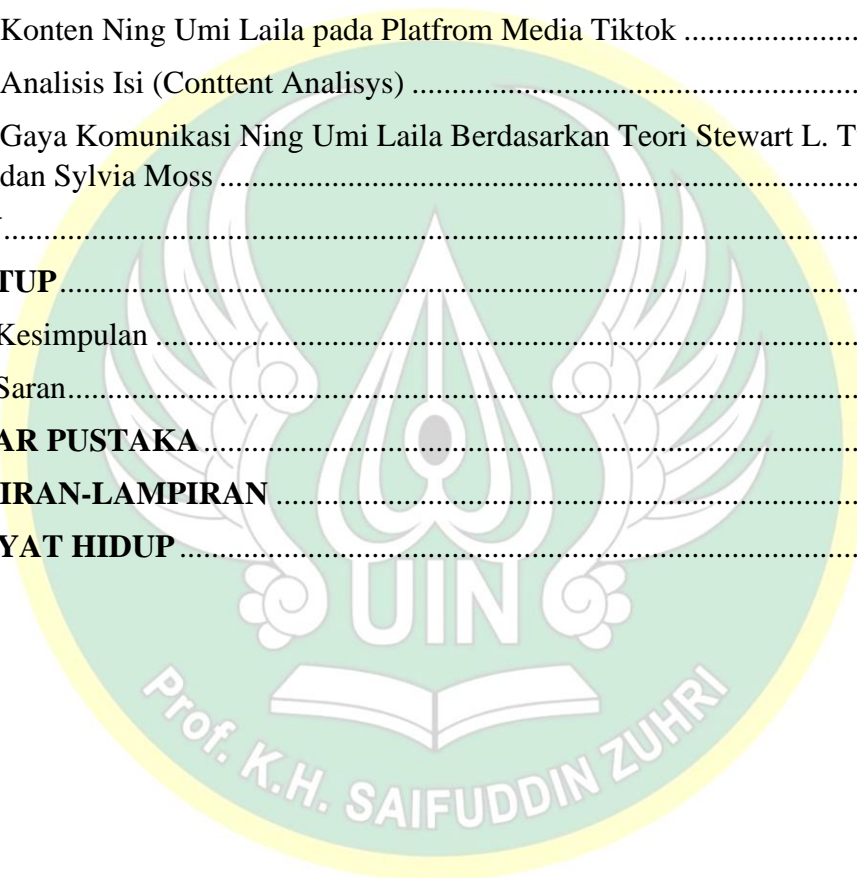 Konten Ning Umi Laila pada Platfrom Media Tiktok ....................
Analisis Isi (Conttent Analisys) ....................
Gaya Komunikasi Ning Umi Laila Berdasarkan Teori Stewart L. T
dan Sylvia Moss ....................
....................
TUP ....................
Kesimpulan ....................
Saran ....................
AR PUSTAKA ....................
IRAN-LAMPIRAN ....................
YAT HIDUP ....................
UIN
Prof. K.H. SAIFUDDIN ZUHRI